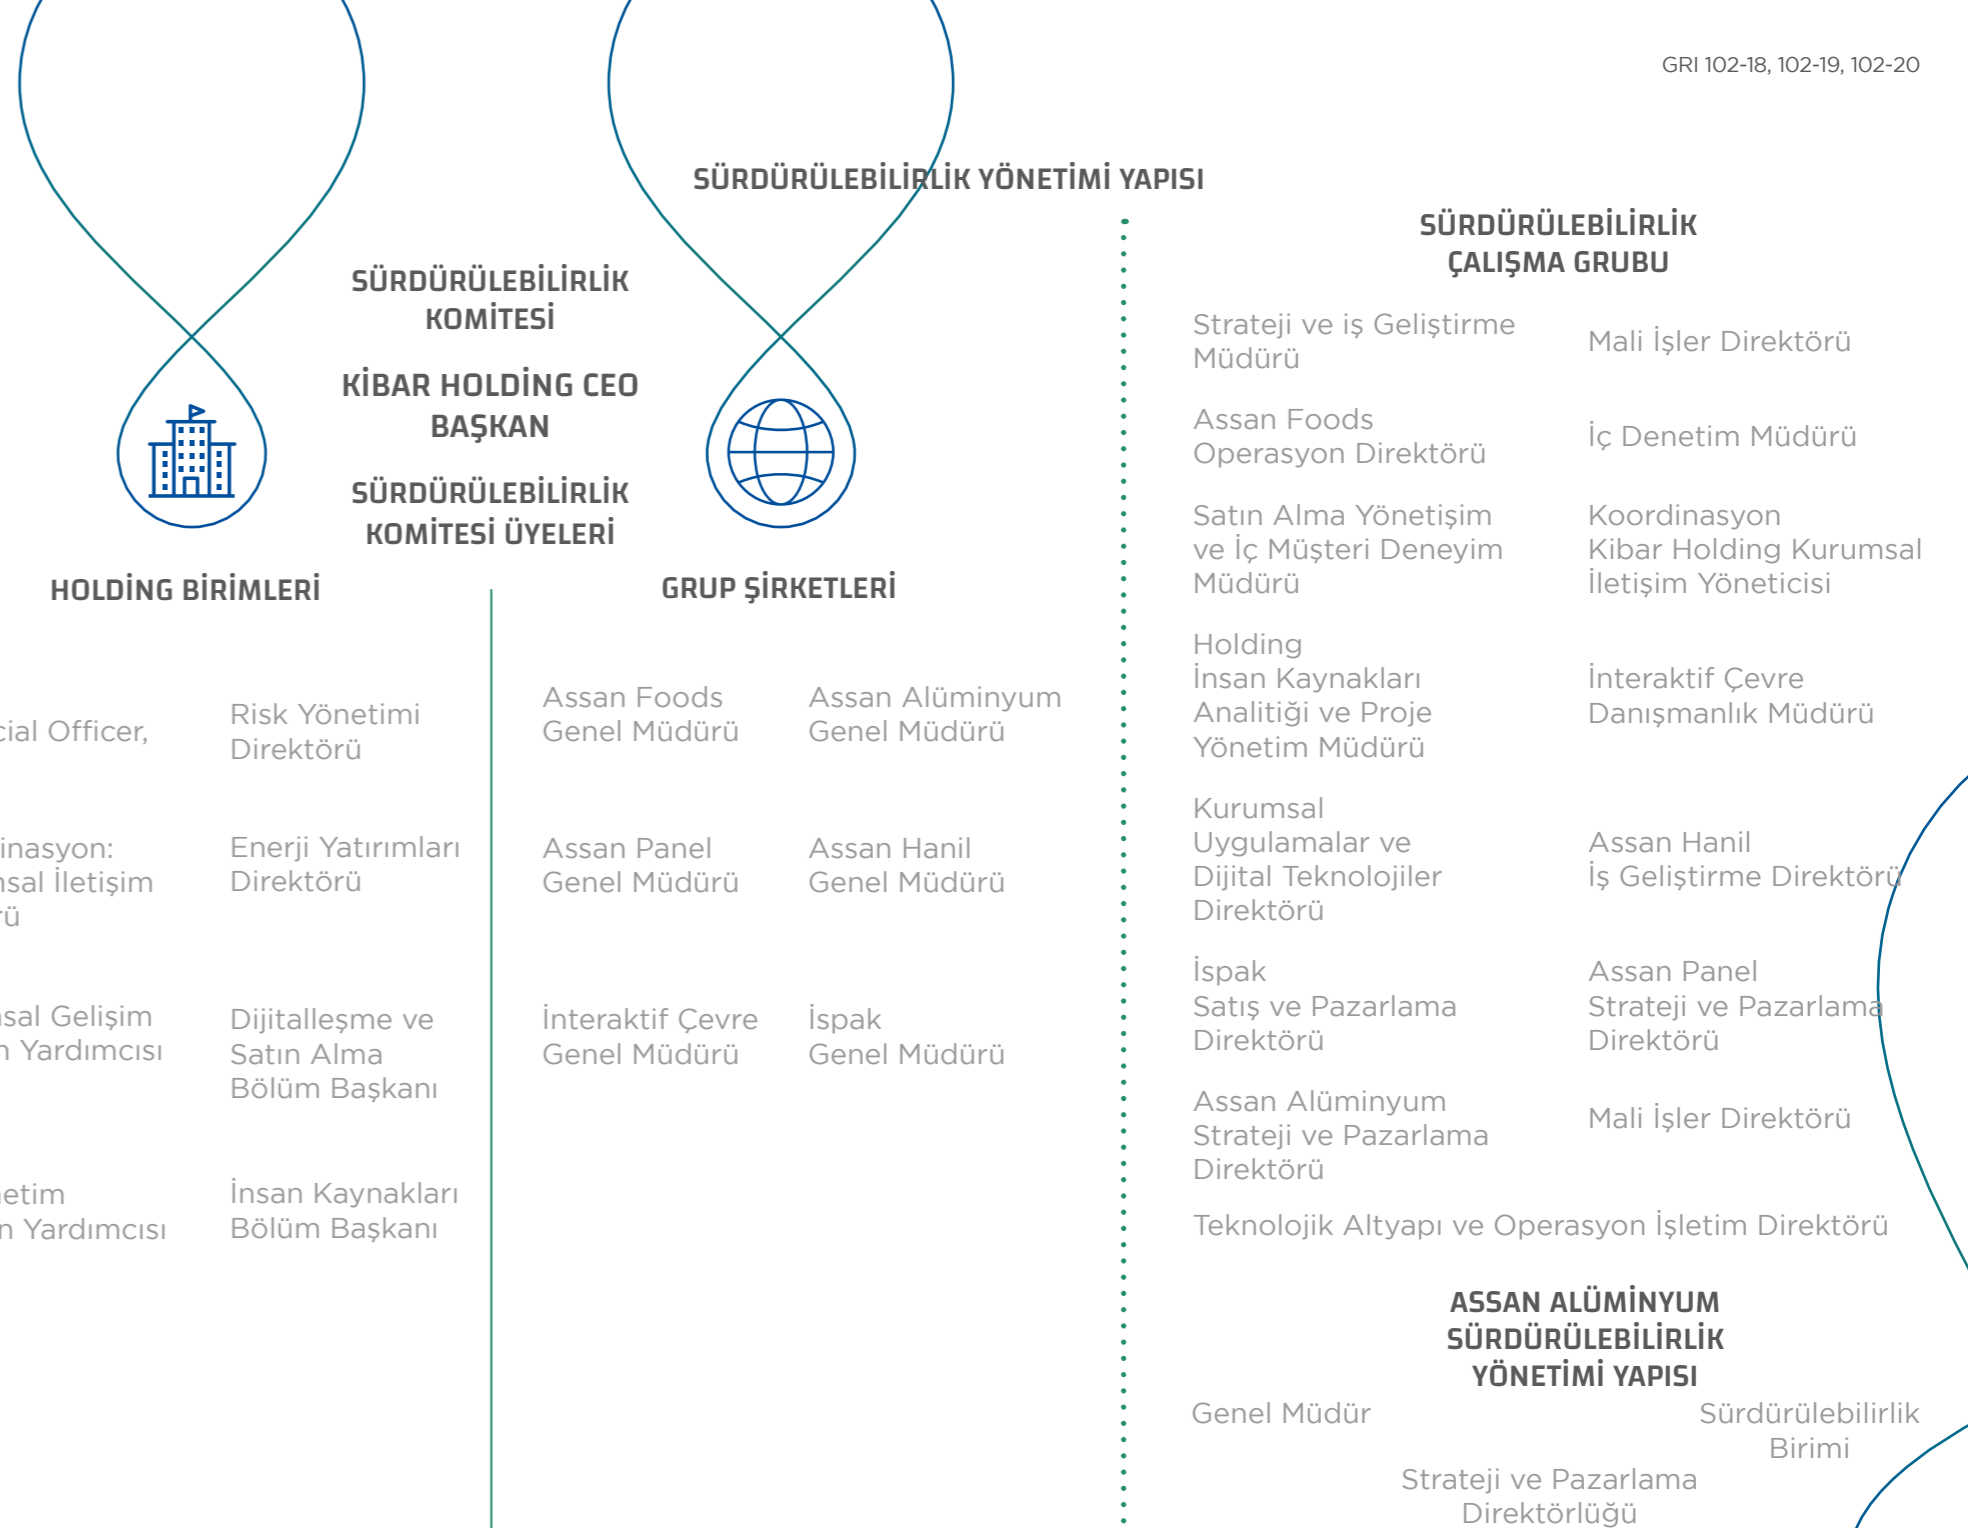 GRI 102-18, 102-19, 102-20
SÜRDÜRÜLEBİLİRLİK YÖNETİMİ YAPISI
SÜRDÜRÜLEBİLİRLİK
KOMİTESİ
KİBAR HOLDİNG CEO
BAŞKAN
SÜRDÜRÜLEBİLİRLİK
KOMİTESİ ÜYELERİ
HOLDİNG BİRİMLERİ
Officer,
Risk Yönetimi
Direktörü
İletişim
Enerji Yatırımları
Direktörü
Gelişim
Yardımcısı
Dijitalleşme ve
Satın Alma
Bölüm Başkanı
Yardımcısı
İnsan Kaynakları
Bölüm Başkanı
GRUP ŞİRKETLERİ
Assan Foods
Genel Müdürü
Assan Alüminyum
Genel Müdürü
Assan Panel
Genel Müdürü
Assan Hanil
Genel Müdürü
İnteraktif Çevre
Genel Müdürü
İspak
Genel Müdürü
SÜRDÜRÜLEBİLİRLİK
ÇALIŞMA GRUBU
Strateji ve iş Geliştirme
Müdürü
Mali İşler Direktörü
Assan Foods
Operasyon Direktörü
İç Denetim Müdürü
Satın Alma Yönetişim
ve İç Müşteri Deneyim
Müdürü
Koordinasyon
Kibar Holding Kurumsal
İletişim Yöneticisi
Holding
İnsan Kaynakları
Analitiği ve Proje
Yönetim Müdürü
İnteraktif Çevre
Danışmanlık Müdürü
Kurumsal
Uygulamalar ve
Dijital Teknolojiler
Direktörü
Assan Hanil
İş Geliştirme Direktörü
İspak
Satış ve Pazarlama
Direktörü
Assan Panel
Strateji ve Pazarlama
Direktörü
Assan Alüminyum
Strateji ve Pazarlama
Direktörü
Mali İşler Direktörü
Teknolojik Altyapı ve Operasyon İşletim Direktörü
ASSAN ALÜMİNYUM
SÜRDÜRÜLEBİLİRLİK
YÖNETİMİ YAPISI
Genel Müdür
Sürdürülebilirlik
Birimi
Strateji ve Pazarlama
Direktörlüğü